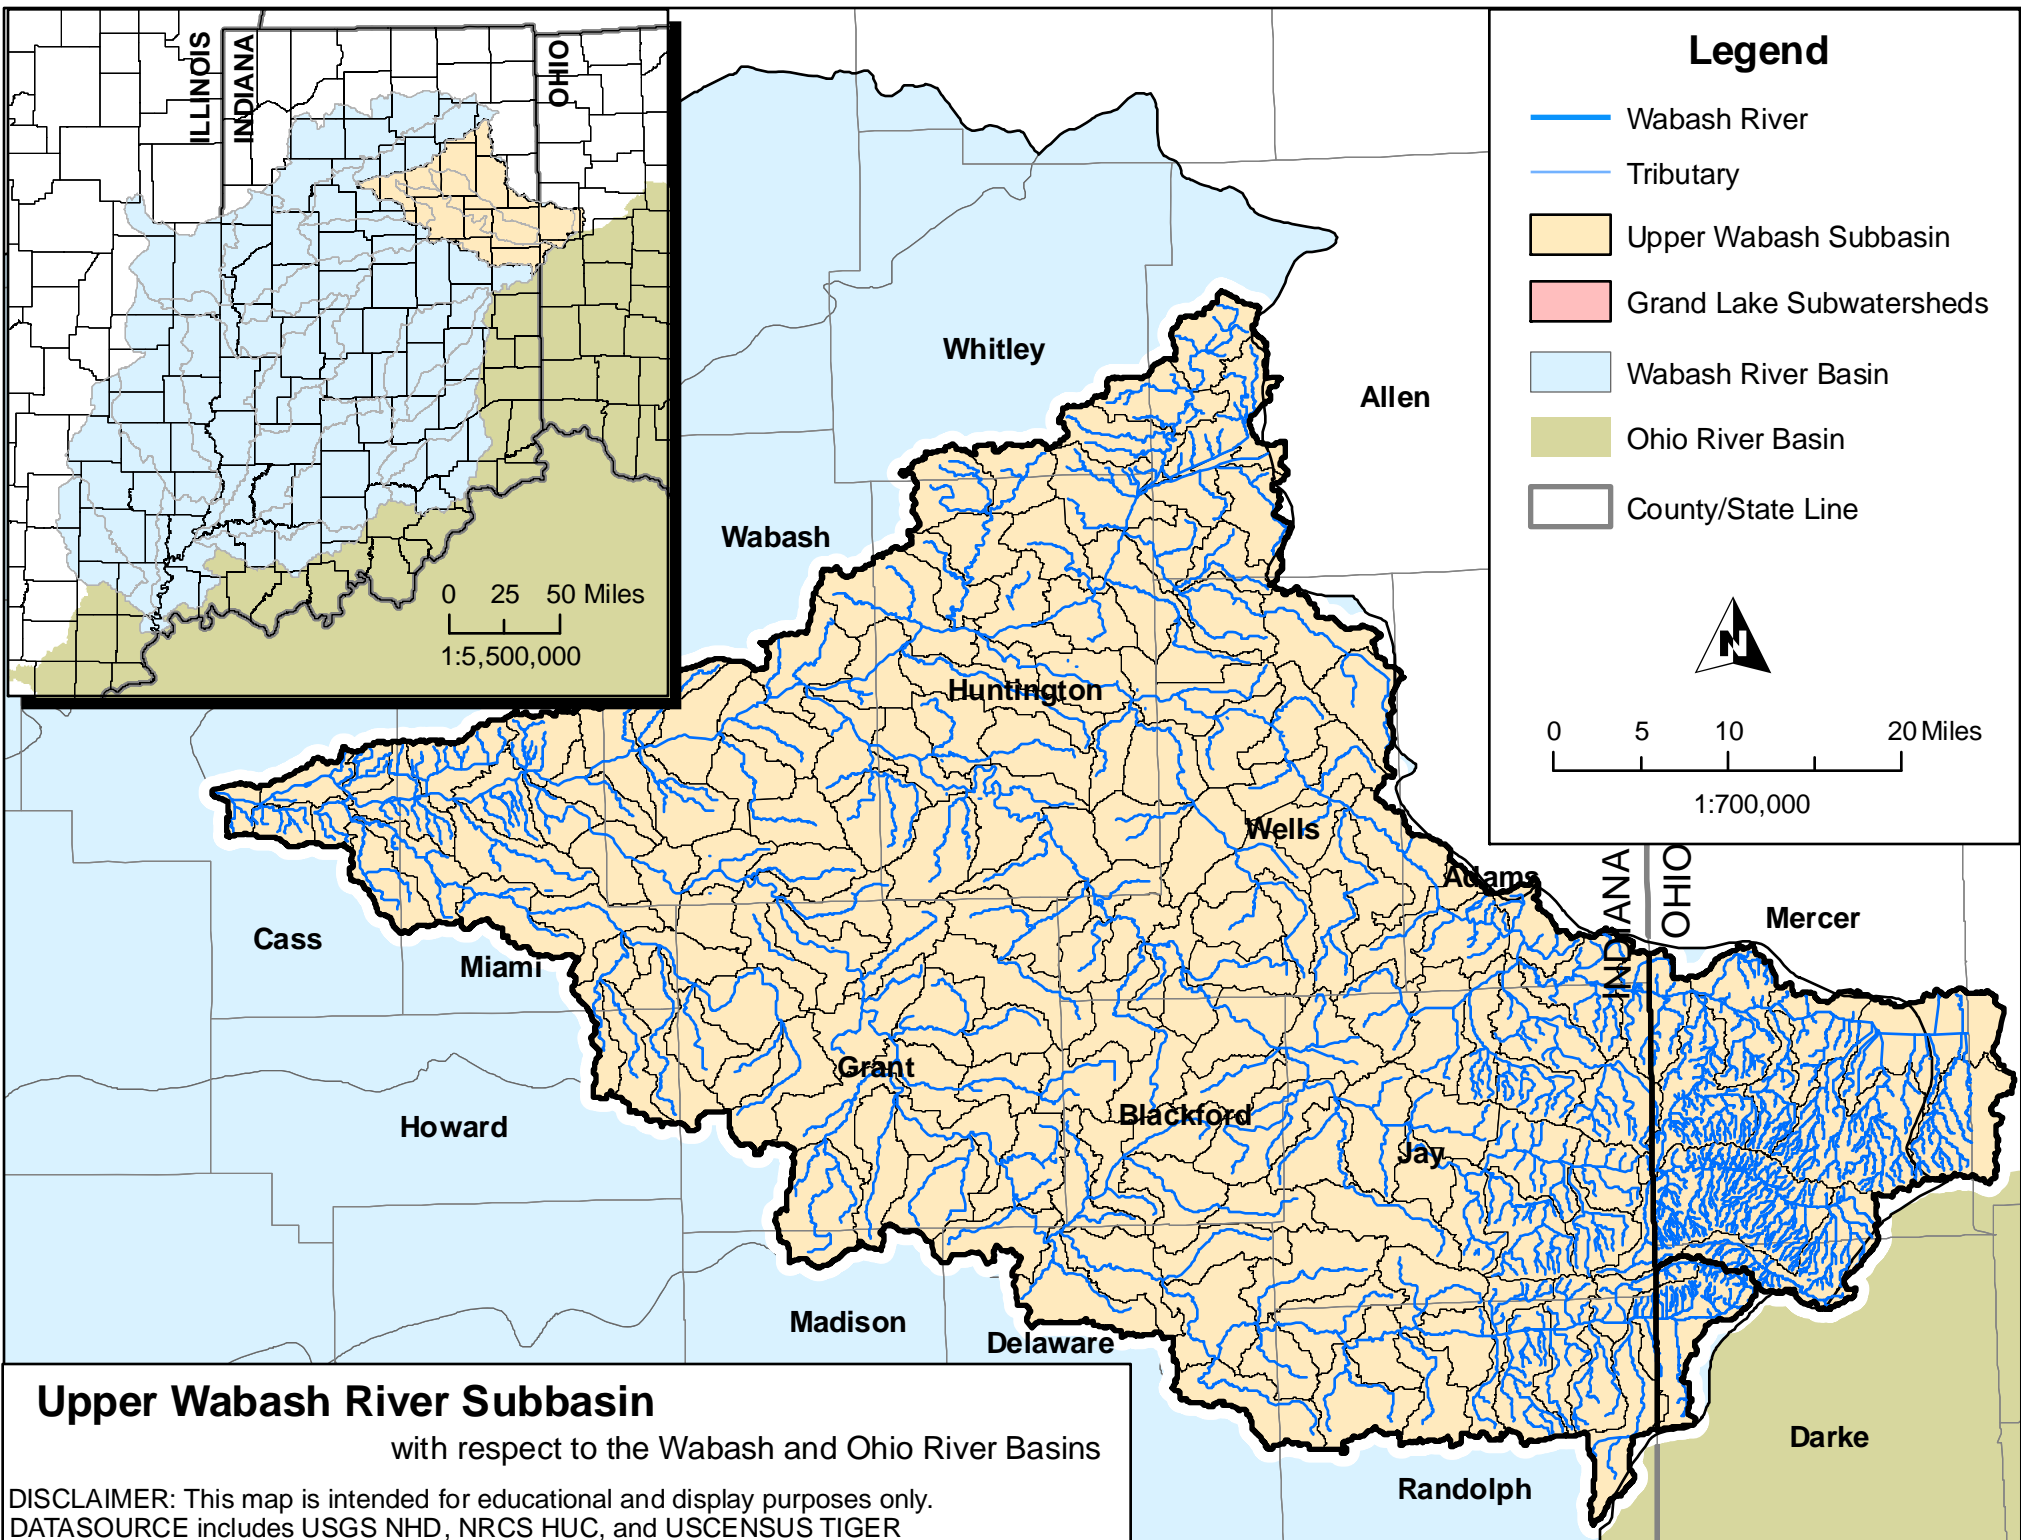 ILLINOIS
INDIANA
OHIO
0 25 50 Miles
1:5,500,000
Legend
Wabash River
Tributary
Upper Wabash Subbasin
Grand Lake Subwatersheds
Wabash River Basin
Ohio River Basin
County/State Line
N
0 5 10 20 Miles
1:700,000
Whitley
Allen
Wabash
Huntington
Wells
Adams
INDIANA
OHIO
Mercer
Cass
Miami
Grant
Blackford
Howard
Jay
Madison
Delaware
Darke
Randolph
Upper Wabash River Subbasin
with respect to the Wabash and Ohio River Basins
DISCLAIMER: This map is intended for educational and display purposes only.
DATASOURCE includes USGS NHD, NRCS HUC, and USCENSUS TIGER